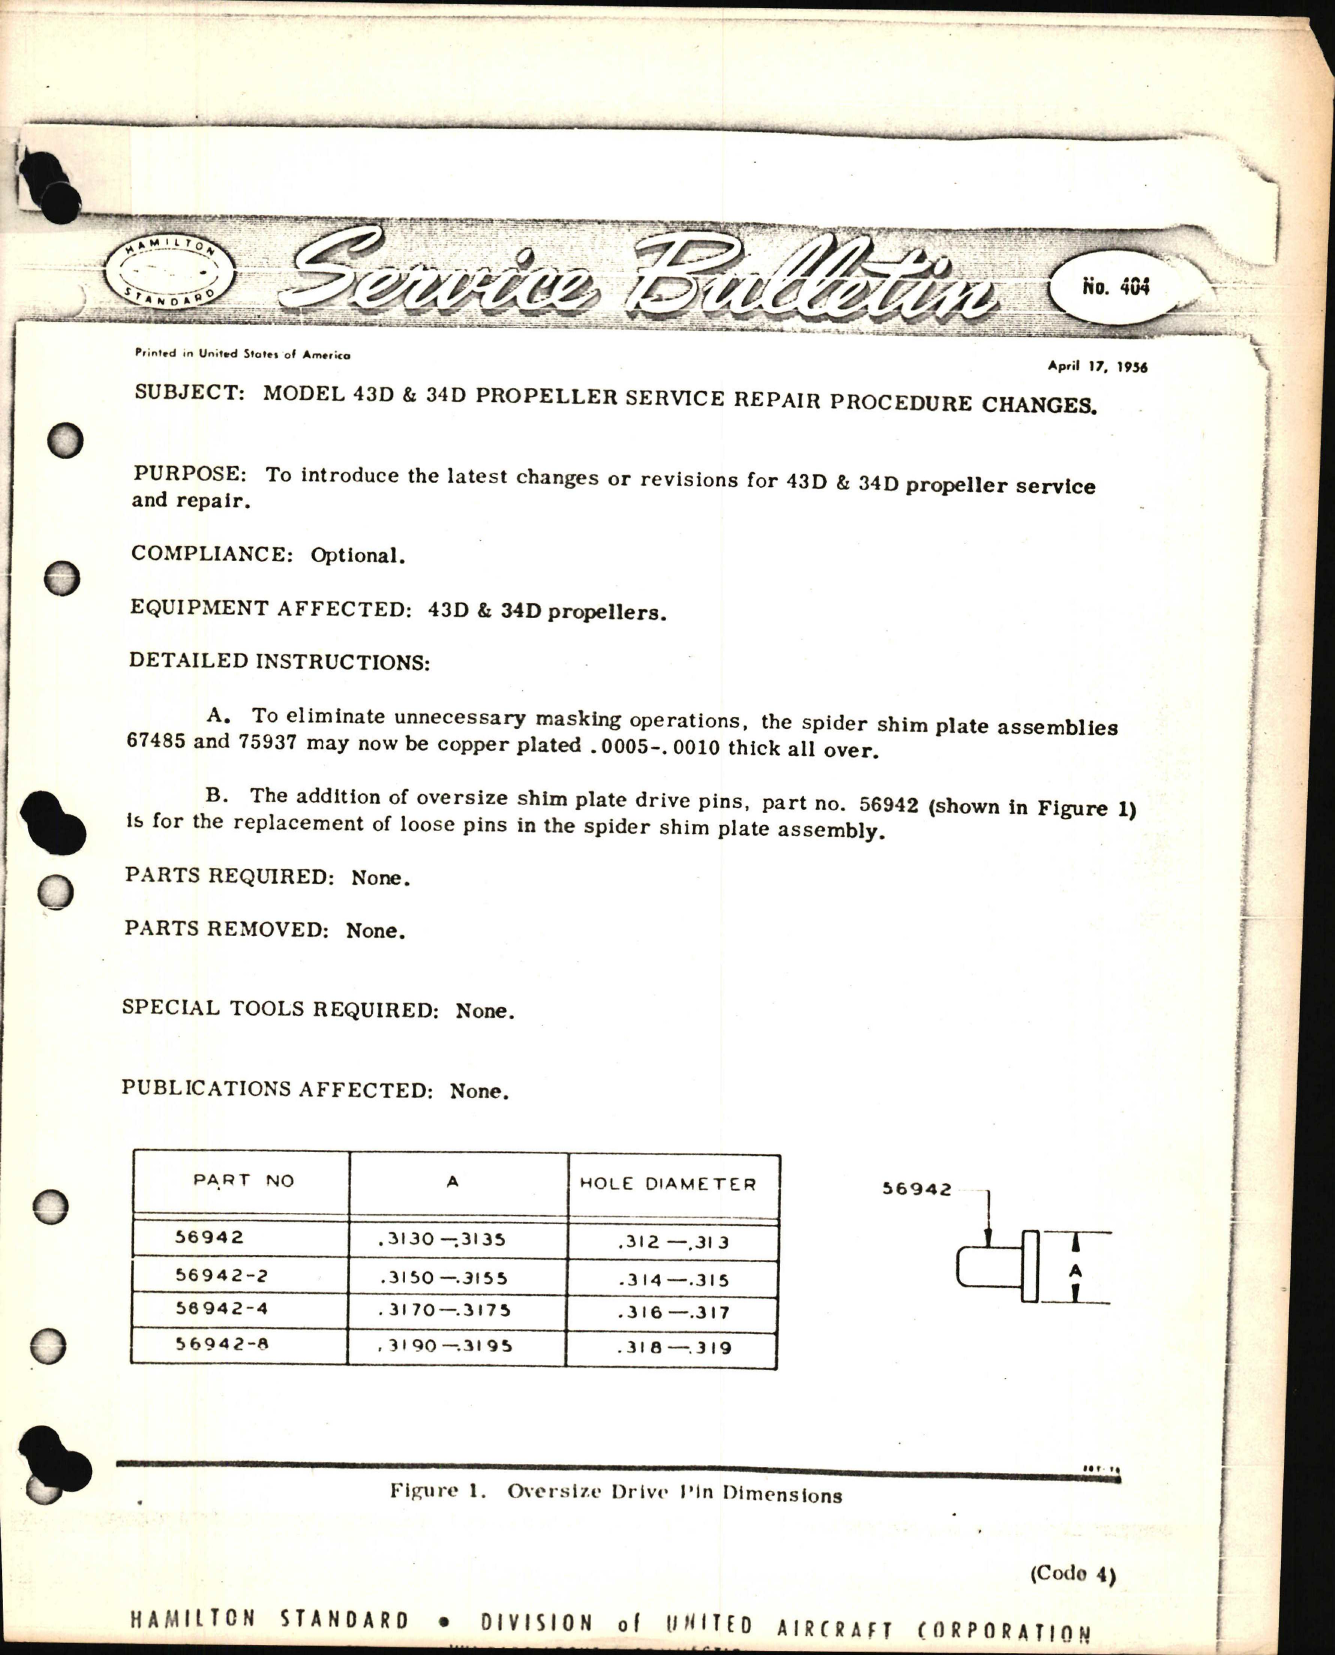 HAMILTON
STANDARD
Service Bulletin
No. 404
Printed in United States of America
April 17, 1956
SUBJECT: MODEL 43D & 34D PROPELLER SERVICE REPAIR PROCEDURE CHANGES.
PURPOSE: To introduce the latest changes or revisions for 43D & 34D propeller service
and repair.
COMPLIANCE: Optional.
EQUIPMENT AFFECTED: 43D & 34D propellers.
DETAILED INSTRUCTIONS:
A. To eliminate unnecessary masking operations, the spider shim plate assemblies
67485 and 75937 may now be copper plated .0005-.0010 thick all over.
B. The addition of oversize shim plate drive pins, part no. 56942 (shown in Figure 1)
is for the replacement of loose pins in the spider shim plate assembly.
PARTS REQUIRED: None.
PARTS REMOVED: None.
SPECIAL TOOLS REQUIRED: None.
PUBLICATIONS AFFECTED: None.
PART NO A HOLE DIAMETER
56942 .3130—.3135 .312—.313
56942-2 .3150—.3155 .314—.315
56942-4 .3170—.3175 .316—.317
56942-8 .3190—.3195 .318—.319
56942
A
Figure 1. Oversize Drive Pin Dimensions
(Code 4)
HAMILTON STANDARD • DIVISION of UNITED AIRCRAFT CORPORATION